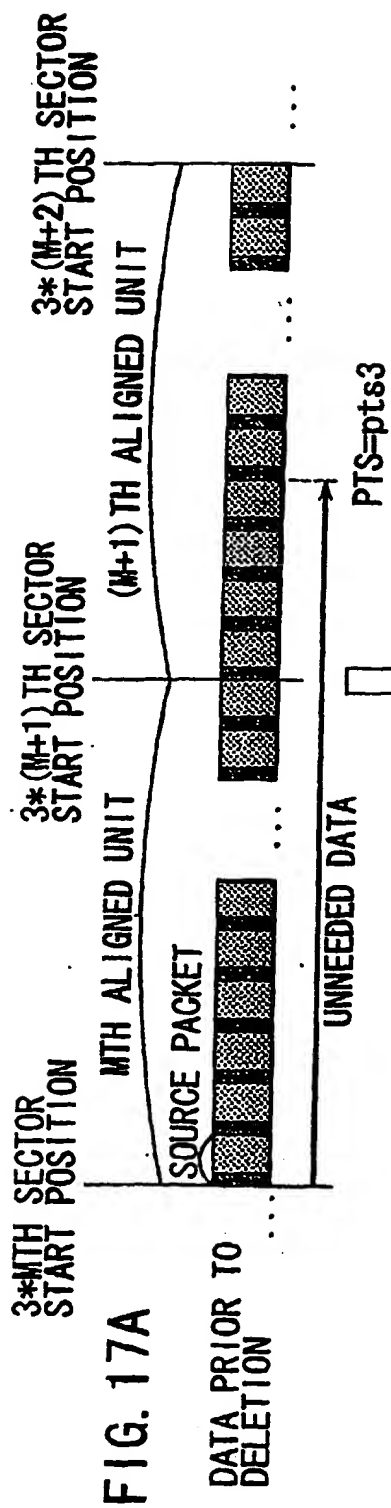 FIG. 17A
3*MTH SECTOR
START POSITION
3*(M+1)TH SECTOR
START POSITION
3*(M+2)TH SECTOR
START POSITION
MTH ALIGNED UNIT
(M+1)TH ALIGNED UNIT
SOURCE PACKET
DATA PRIOR TO
DELETION
... ... ... ...
UNNEEDED DATA
PTS=pts3